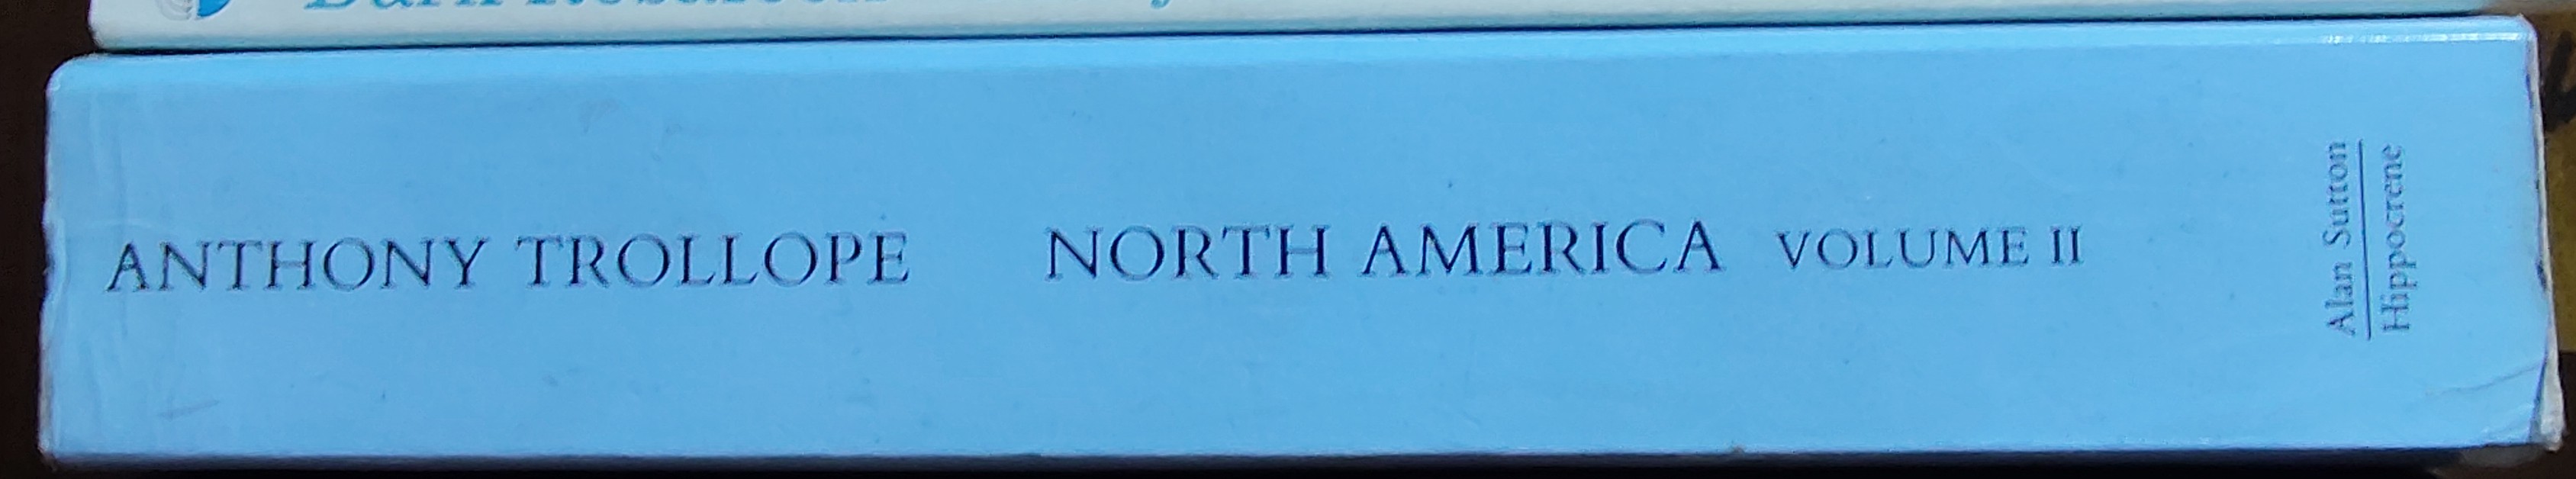 ANTHONY TROLLOPE NORTH AMERICA VOLUME II
Alan Sutton
Hippocrene